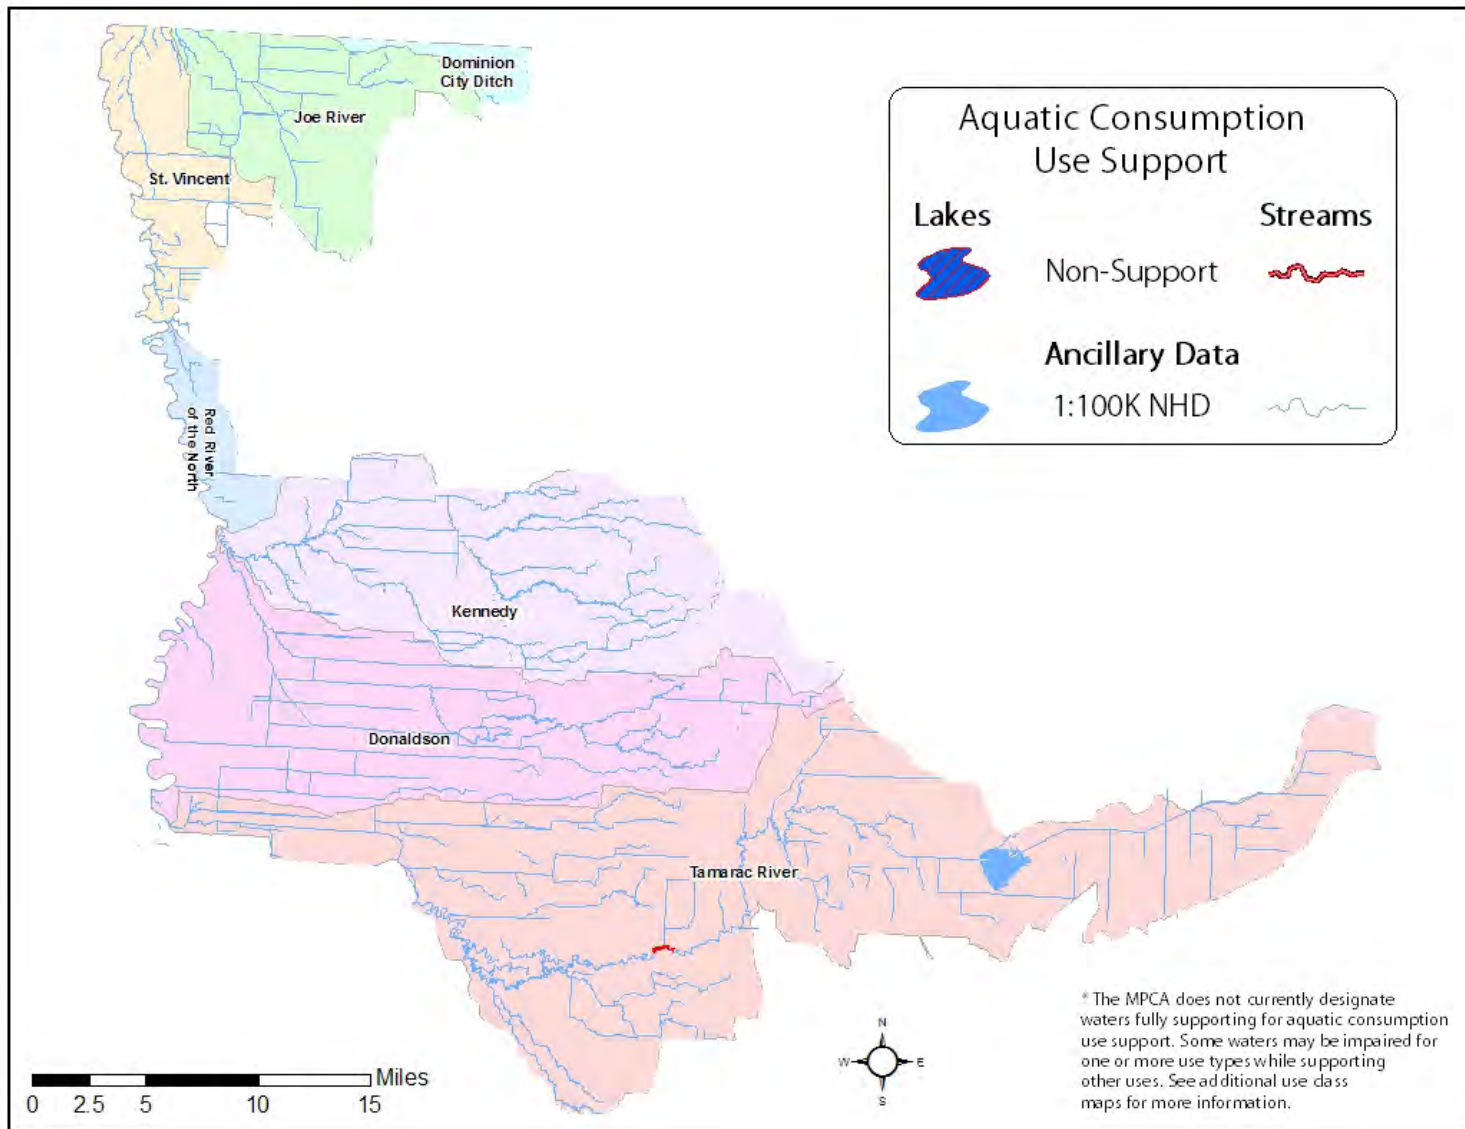 Dominion
City Ditch
Joe River
St. Vincent
Red River
of the North
Kennedy
Donaldson
Tamarac River
Aquatic Consumption
Use Support
Lakes
Streams
Non-Support
Ancillary Data
1:100K NHD
N
W
E
S
Miles
0 2.5 5 10 15
* The MPCA does not currently designate
waters fully supporting for aquatic consumption
use support. Some waters may be impaired for
one or more use types while supporting
other uses. See additional use class
maps for more information.